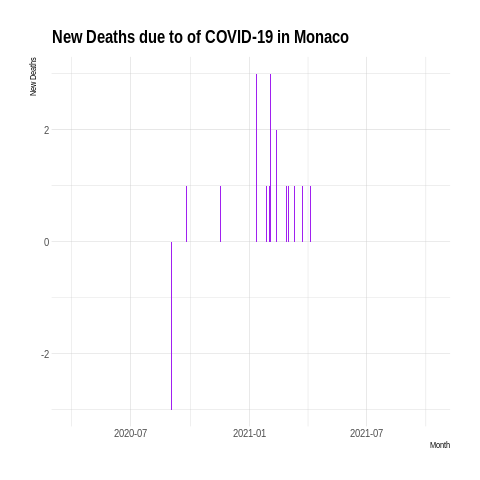 New Deaths due to of COVID-19 in Monaco
New Deaths
2
0
-2
2020-07
2021-01
2021-07
Month